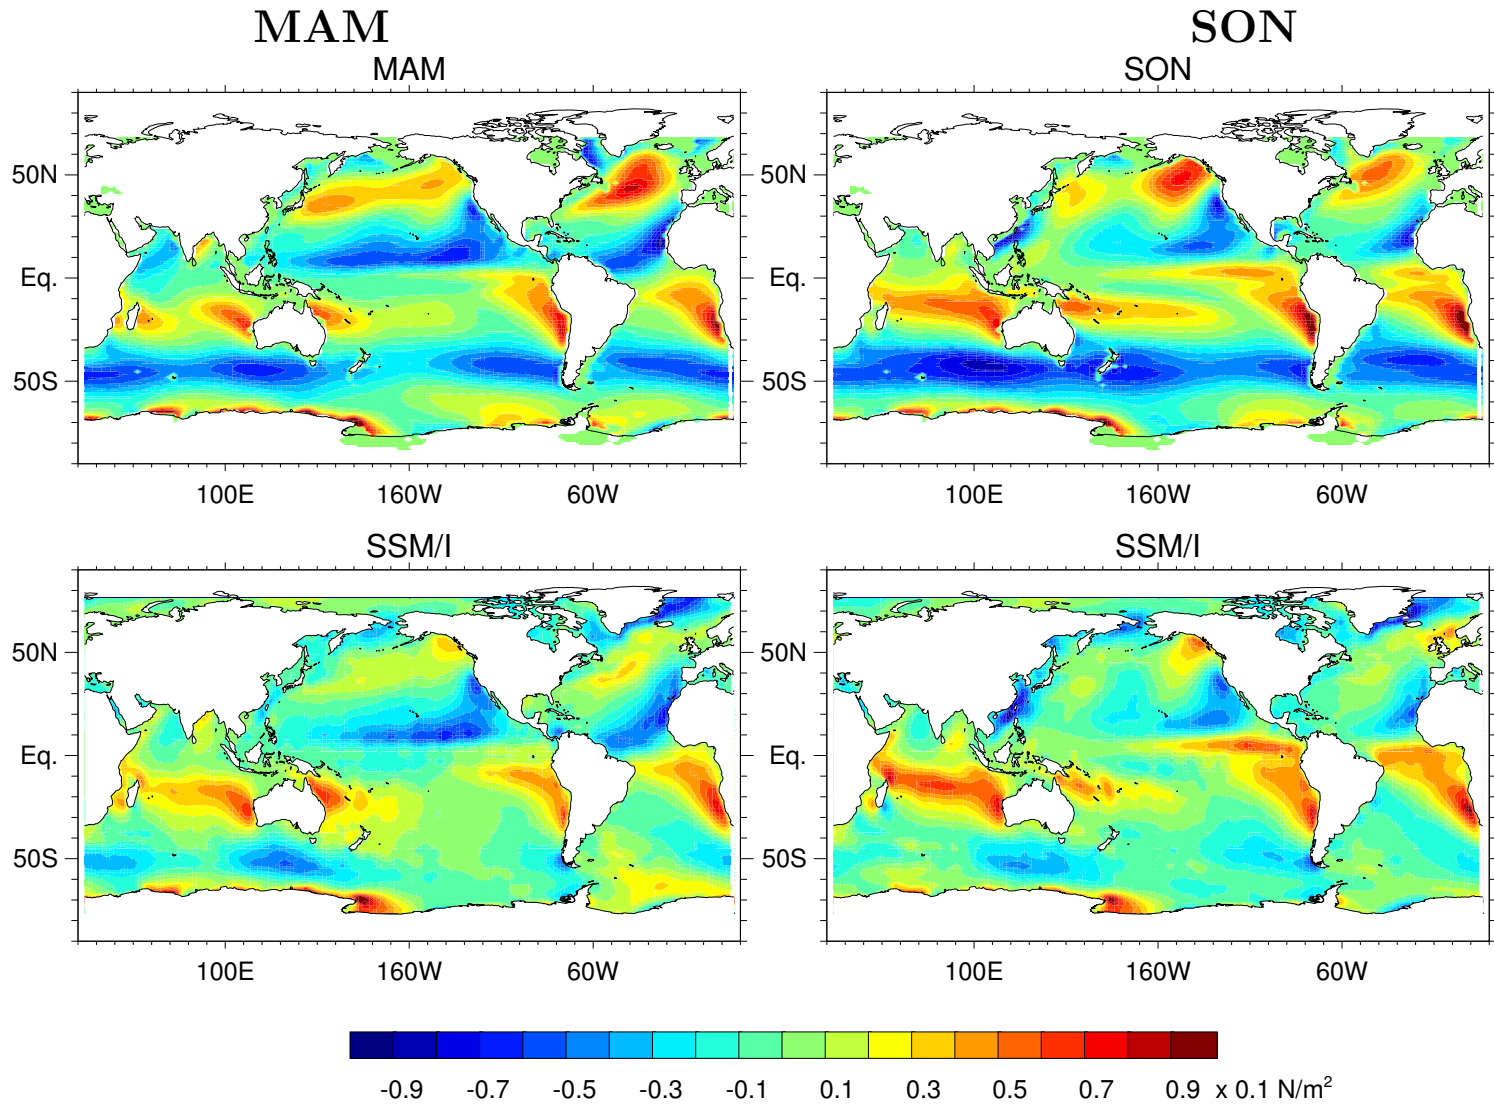 MAM SON
MAM SON
50N 50N
Eq. Eq.
50S 50S
100E 160W 60W 100E 160W 60W
SSM/I SSM/I
50N 50N
Eq. Eq.
50S 50S
100E 160W 60W 100E 160W 60W
-0.9 -0.7 -0.5 -0.3 -0.1 0.1 0.3 0.5 0.7 0.9 x 0.1 N/m²